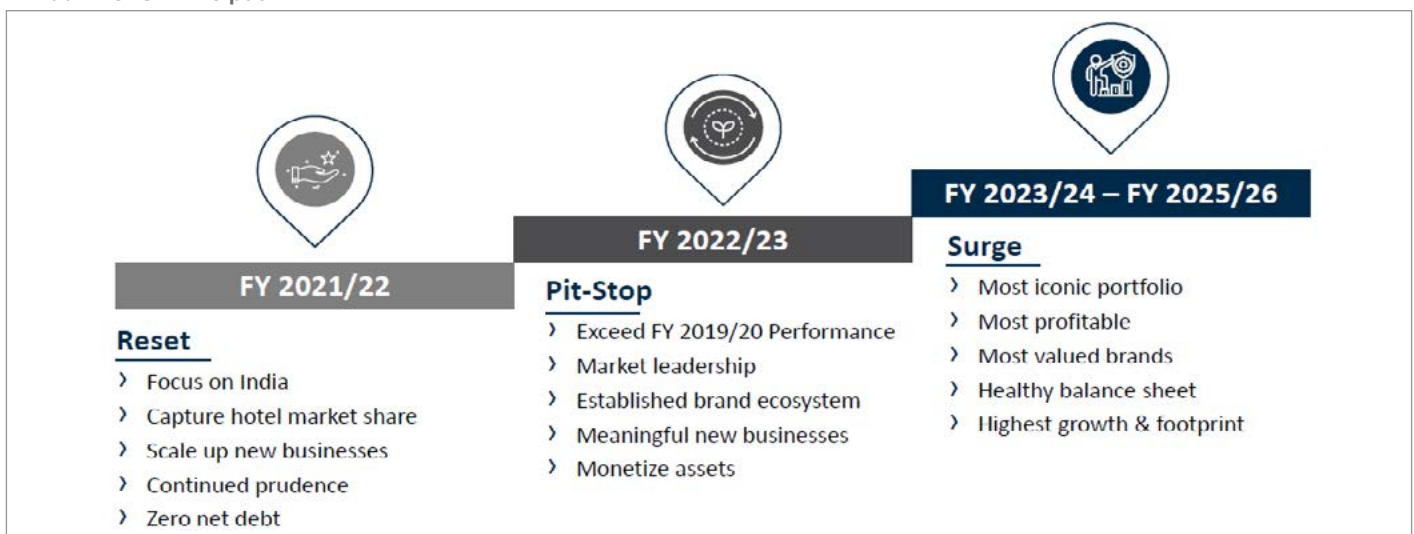 FY 2021/22
Reset
› Focus on India
› Capture hotel market share
› Scale up new businesses
› Continued prudence
› Zero net debt
FY 2022/23
Pit-Stop
› Exceed FY 2019/20 Performance
› Market leadership
› Established brand ecosystem
› Meaningful new businesses
› Monetize assets
FY 2023/24 – FY 2025/26
Surge
› Most iconic portfolio
› Most profitable
› Most valued brands
› Healthy balance sheet
› Highest growth & footprint